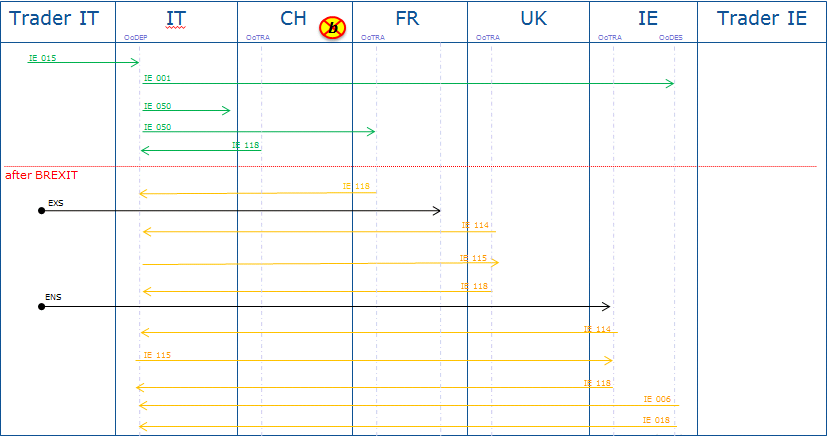 Trader IT IT CH FR UK IE Trader IE
OoDEP OoTRA OoTRA OoTRA OoTRA OoDES
IE 015
IE 001
IE 050
IE 050
IE 118
after BREXIT
IE 118
EXS
IE 114
IE 115
IE 118
ENS
IE 114
IE 115
IE 118
IE 006
IE 018